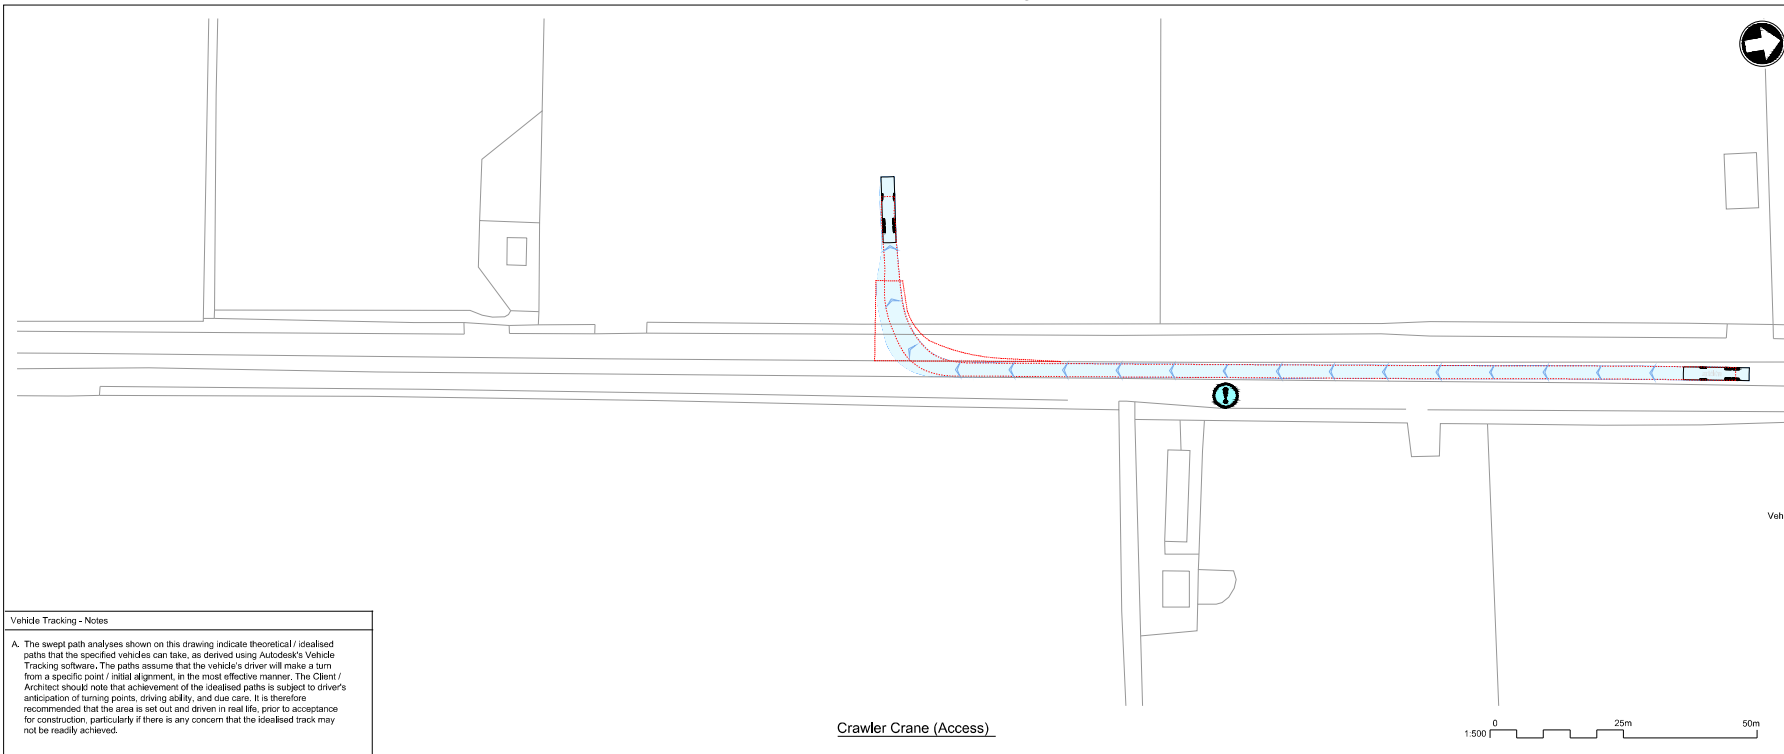 Veh
Vehicle Tracking - Notes
A. The swept path analyses shown on this drawing indicate theoretical / idealised
paths that the specified vehicles can take, as derived using Autodesk's Vehicle
Tracking software. The paths assume that the vehicle's driver will make a turn
from a specific point / initial alignment, in the most effective manner. The Client /
Architect should note that achievement of the idealised paths is subject to driver's
anticipation of turning points, driving ability, and due care. It is therefore
recommended that the area is set out and driven in real life, prior to acceptance
for construction, particularly if there is any concern that the idealised track may
not be readily achieved.
Crawler Crane (Access)
0 25m 50m
1:500